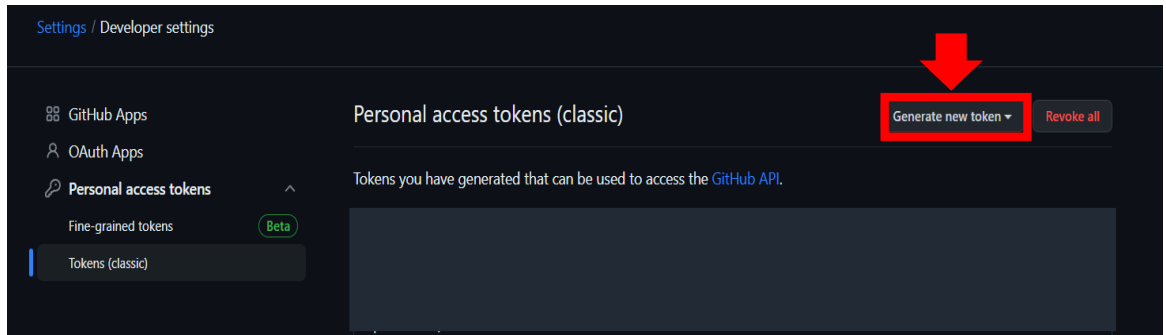 Settings / Developer settings
GitHub Apps
OAuth Apps
Personal access tokens
Fine-grained tokens Beta
Tokens (classic)
Personal access tokens (classic)
Generate new token
Revoke all
Tokens you have generated that can be used to access the GitHub API.